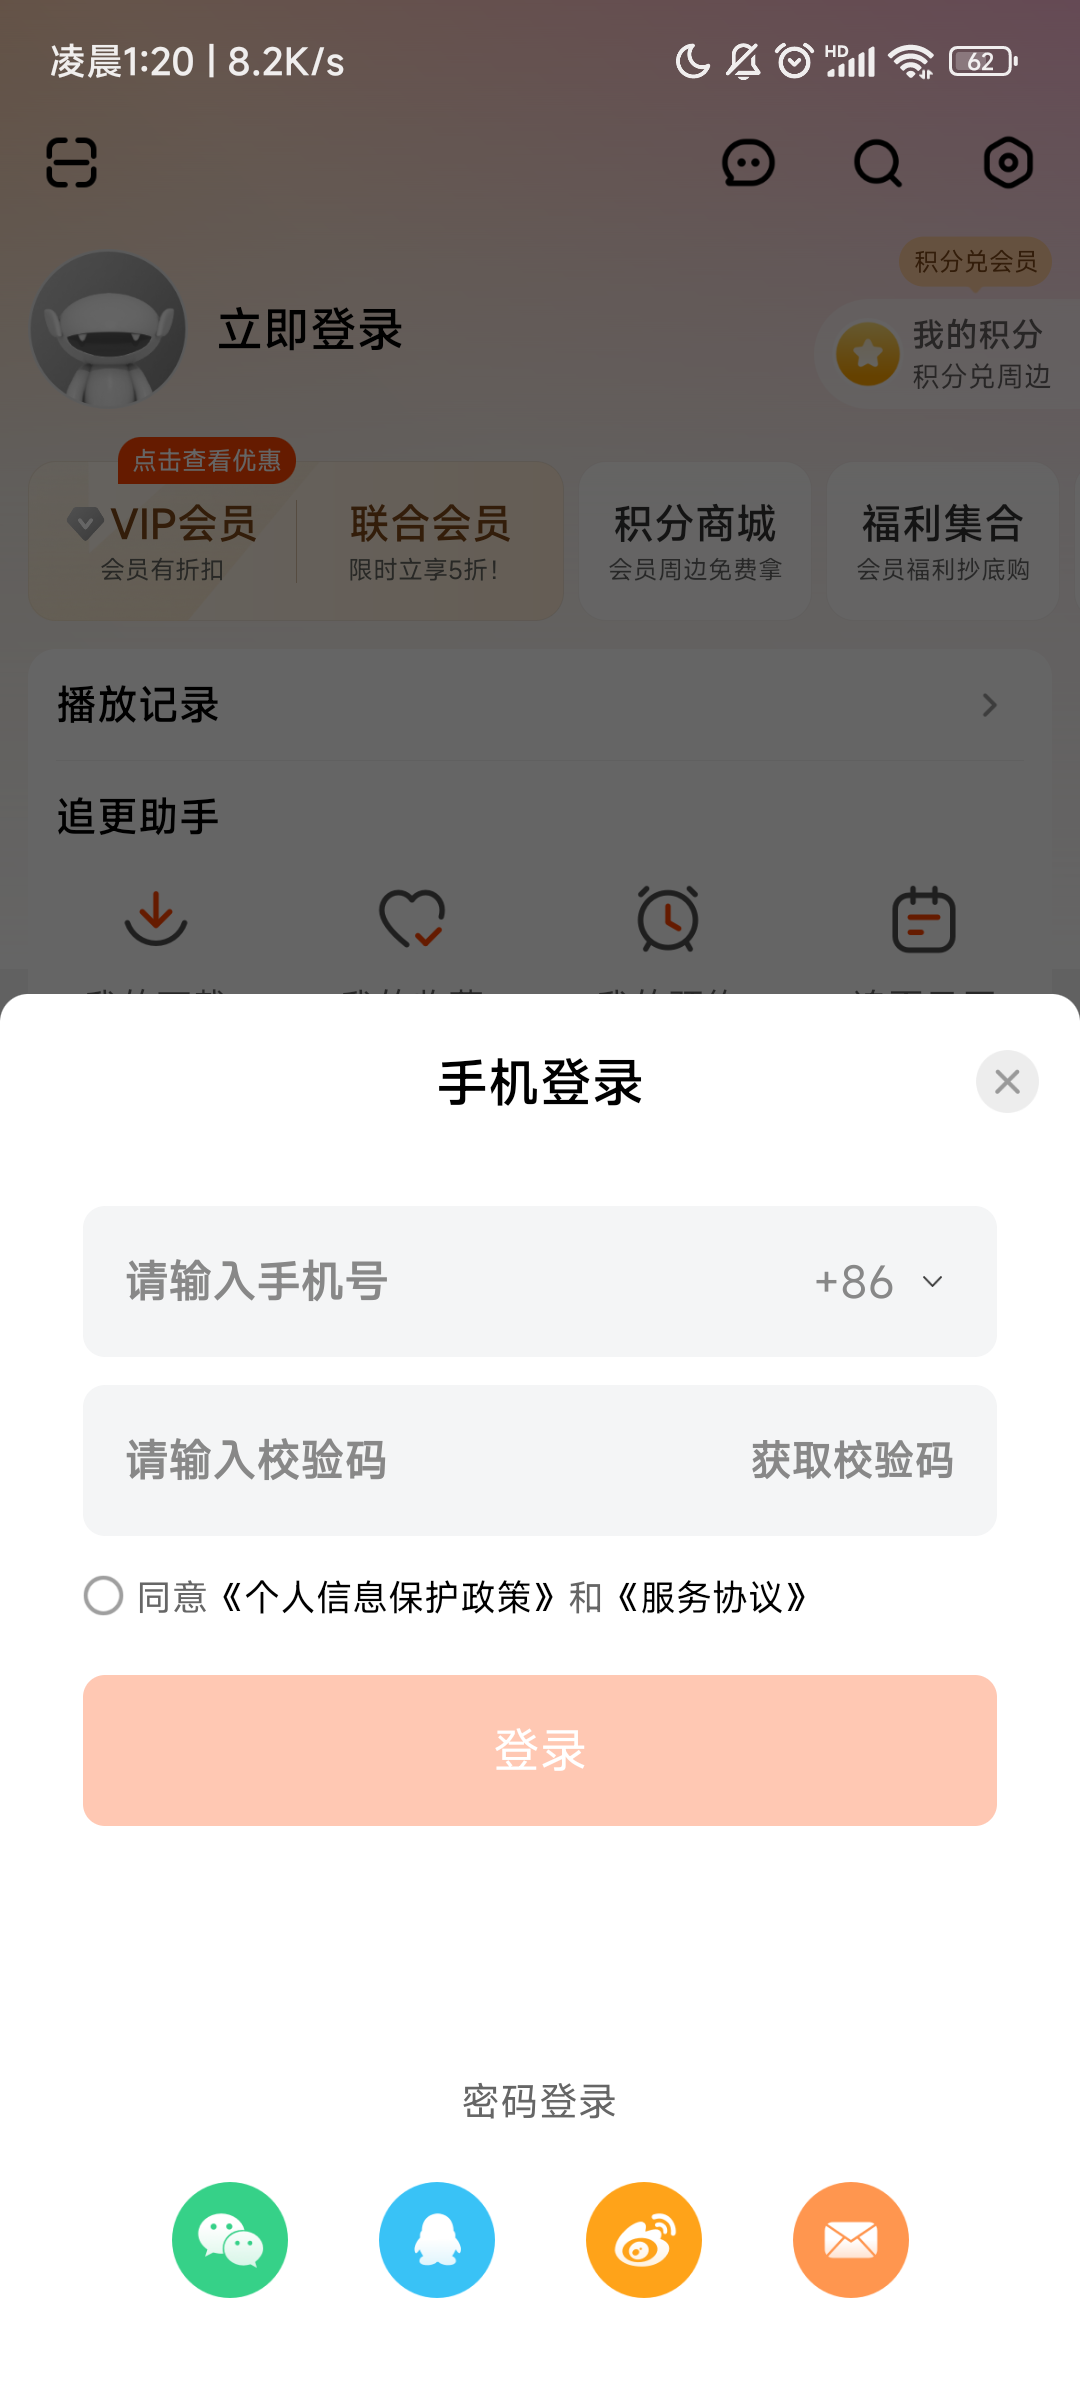 凌晨1:20 | 8.2K/s
HD
62
积分兑会员
立即登录
我的积分
积分兑周边
点击查看优惠
VIP会员
会员有折扣
联合会员
限时立享5折！
积分商城
会员周边免费拿
福利集合
会员福利抄底购
播放记录
追更助手
手机登录
请输入手机号
+86
请输入校验码
获取校验码
同意《个人信息保护政策》和《服务协议》
登录
密码登录